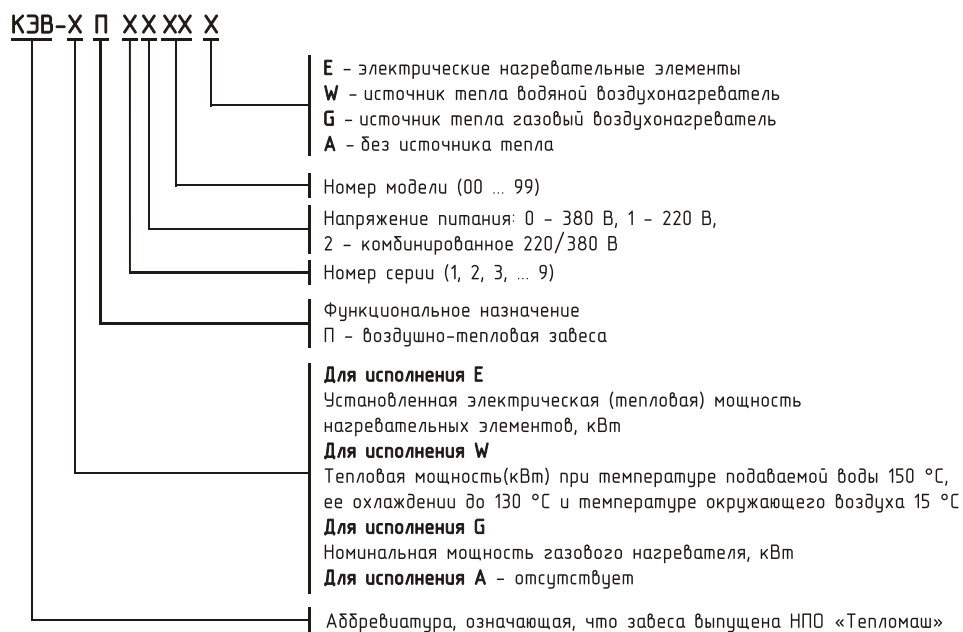 КЭВ-Х П ХХ ХХ Х
Е - электрические нагревательные элементы
W - источник тепла водяной воздухонагреватель
G - источник тепла газовый воздухонагреватель
А - без источника тепла
Номер модели (00 ... 99)
Напряжение питания: 0 - 380 В, 1 - 220 В,
2 - комбинированное 220/380 В
Номер серии (1, 2, 3, ... 9)
Функциональное назначение
П - воздушно-тепловая завеса
Для исполнения Е
Установленная электрическая (тепловая) мощность
нагревательных элементов, кВт
Для исполнения W
Тепловая мощность(кВт) при температуре подаваемой воды 150 °С,
ее охлаждении до 130 °С и температуре окружающего воздуха 15 °С
Для исполнения G
Номинальная мощность газового нагревателя, кВт
Для исполнения А - отсутствует
Аббревиатура, означающая, что завеса выпущена НПО «Тепломаш»